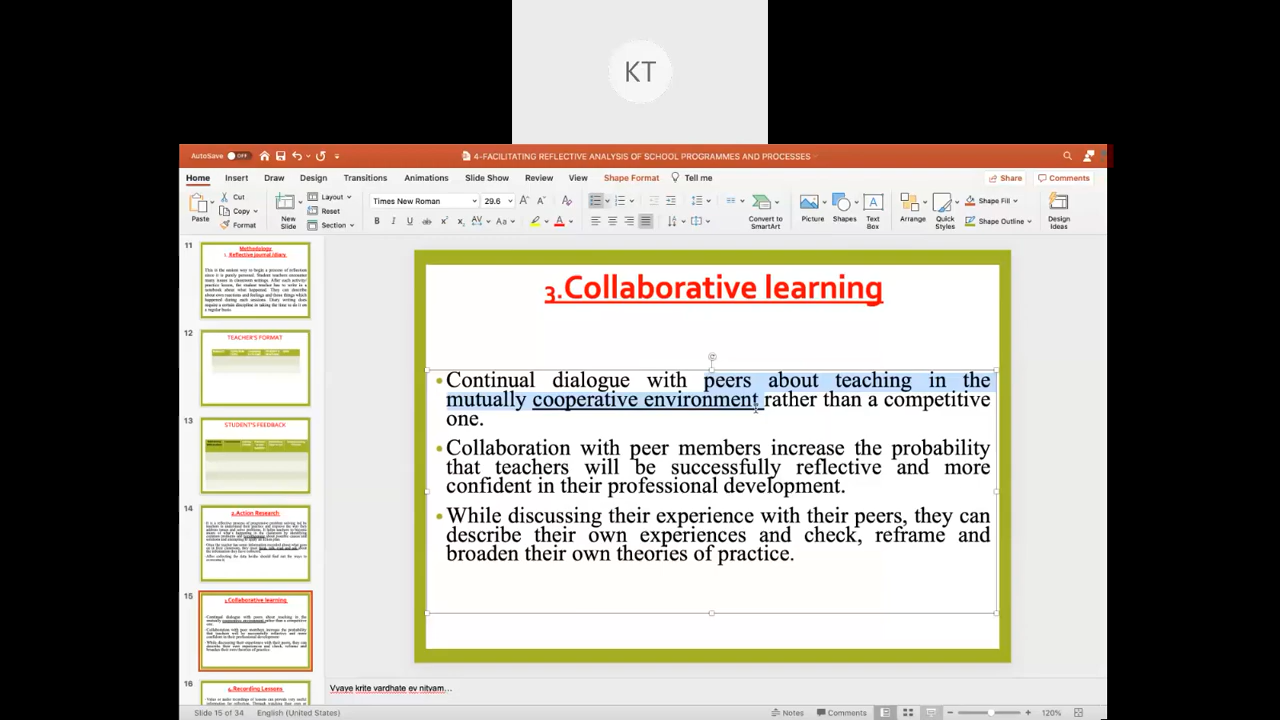 KT
AutoSave OFF
4-FACILITATING REFLECTIVE ANALYSIS OF SCHOOL PROGRAMMES AND PROCESSES
Home Insert Draw Design Transitions Animations Slide Show Review View Shape Format Tell me Share Comments
Paste Cut Copy Format New Slide Layout Reset Section
Times New Roman 29.6
Convert to SmartArt Picture Shapes Text Box Arrange Quick Styles Shape Fill Shape Outline Design Ideas
11
Methodology
1. Reflective journal /diary
12
TEACHER'S FORMAT
13
STUDENT'S FEEDBACK
14
2.Action Research
15
3.Collaborative learning
16
4.Recording Lessons
3.Collaborative learning
• Continual dialogue with peers about teaching in the
mutually cooperative environment rather than a competitive
one.
• Collaboration with peer members increase the probability
that teachers will be successfully reflective and more
confident in their professional development.
• While discussing their experience with their peers, they can
describe their own experiences and check, reframe and
broaden their own theories of practice.
Vyaye krite vardhate ev nityam...
Slide 15 of 34 English (United States) Notes Comments 120%